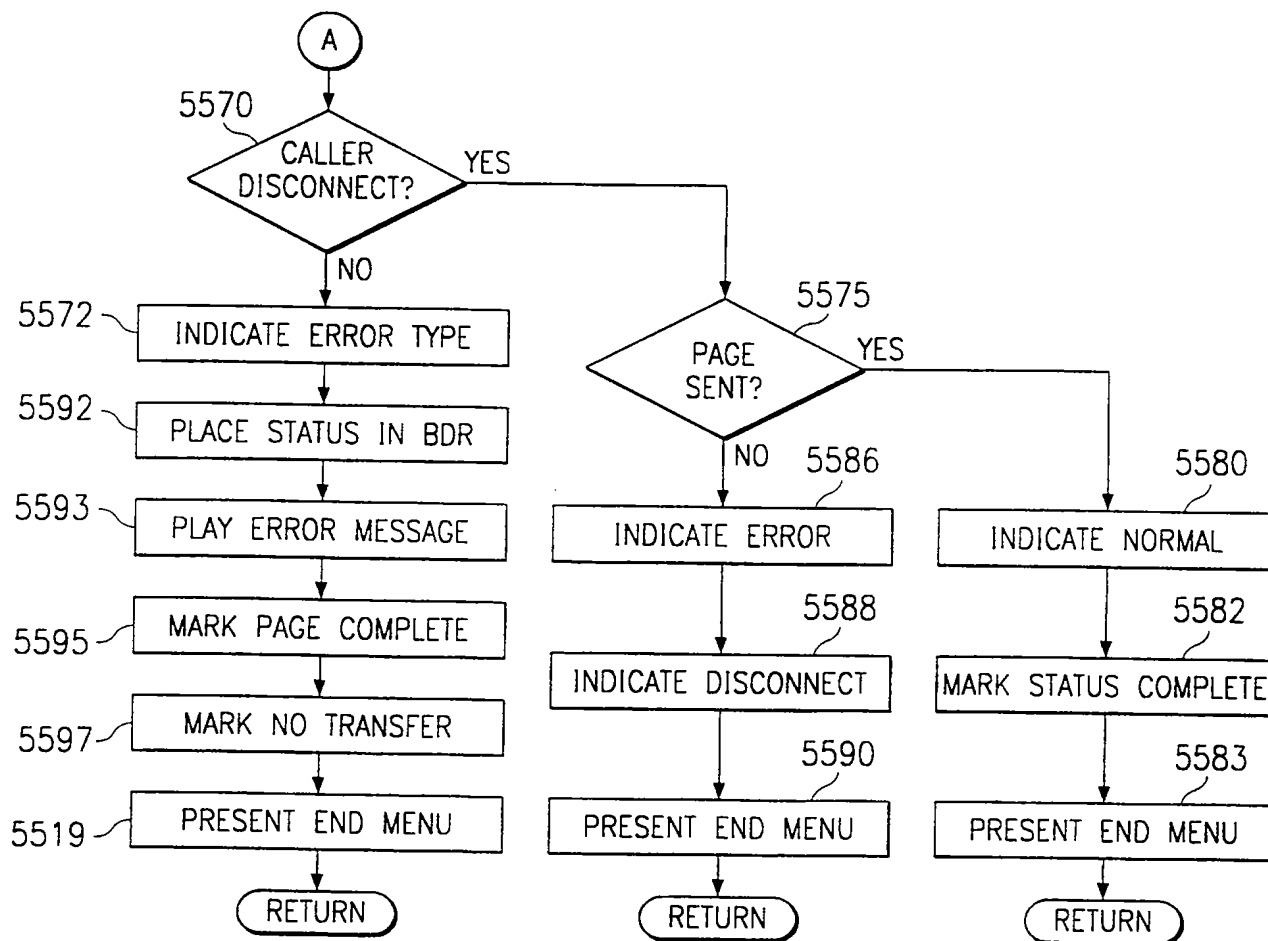 A
5570
CALLER
DISCONNECT?
YES
NO
5572
INDICATE ERROR TYPE
5592
PLACE STATUS IN BDR
5593
PLAY ERROR MESSAGE
5595
MARK PAGE COMPLETE
5597
MARK NO TRANSFER
5519
PRESENT END MENU
RETURN
5575
PAGE
SENT?
YES
NO
5586
INDICATE ERROR
5588
INDICATE DISCONNECT
5590
PRESENT END MENU
RETURN
5580
INDICATE NORMAL
5582
MARK STATUS COMPLETE
5583
PRESENT END MENU
RETURN